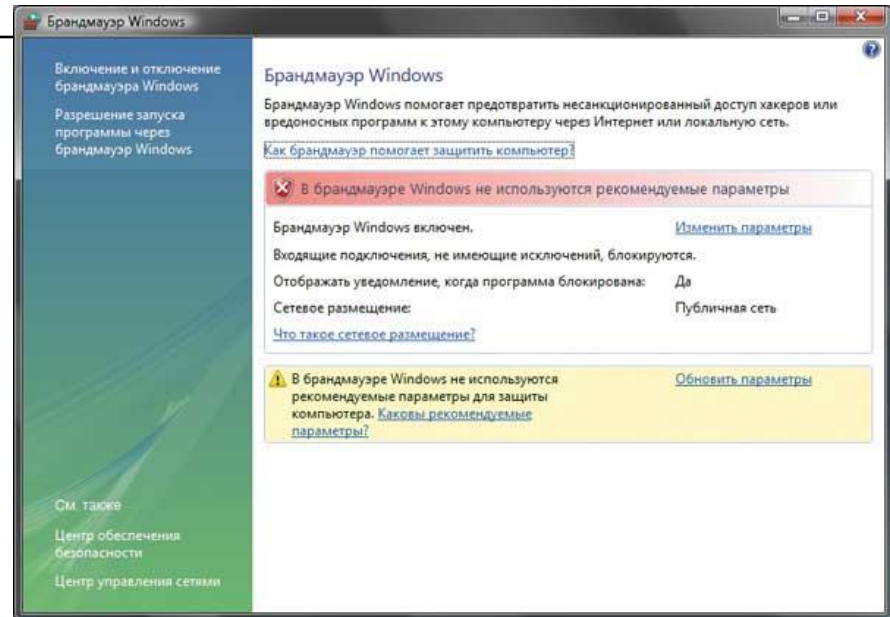 Брандмауэр Windows
Включение и отключение
брандмауэра Windows
Разрешение запуска
программы через
брандмауэр Windows
Брандмауэр Windows
Брандмауэр Windows помогает предотвратить несанкционированный доступ хакеров или
вредоносных программ к этому компьютеру через Интернет или локальную сеть.
Как брандмауэр помогает защитить компьютер?
В брандмауэре Windows не используются рекомендуемые параметры
Брандмауэр Windows включен. Изменить параметры
Входящие подключения, не имеющие исключений, блокируются.
Отображать уведомление, когда программа блокирована: Да
Сетевое размещение: Публичная сеть
Что такое сетевое размещение?
В брандмауэре Windows не используются Обновить параметры
рекомендуемые параметры для защиты
компьютера. Каковы рекомендуемые
параметры?
См. также
Центр обеспечения
безопасности
Центр управления сетями